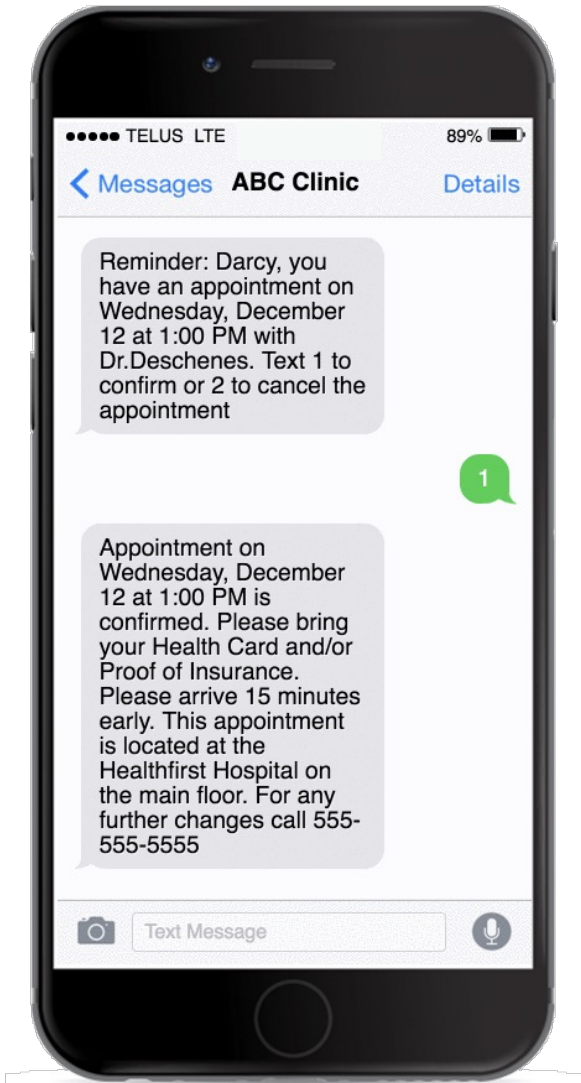 ●●●●● TELUS LTE
89%
Messages ABC Clinic Details
Reminder: Darcy, you
have an appointment on
Wednesday, December
12 at 1:00 PM with
Dr.Deschenes. Text 1 to
confirm or 2 to cancel the
appointment
1
Appointment on
Wednesday, December
12 at 1:00 PM is
confirmed. Please bring
your Health Card and/or
Proof of Insurance.
Please arrive 15 minutes
early. This appointment
is located at the
Healthfirst Hospital on
the main floor. For any
further changes call 555-
555-5555
Text Message